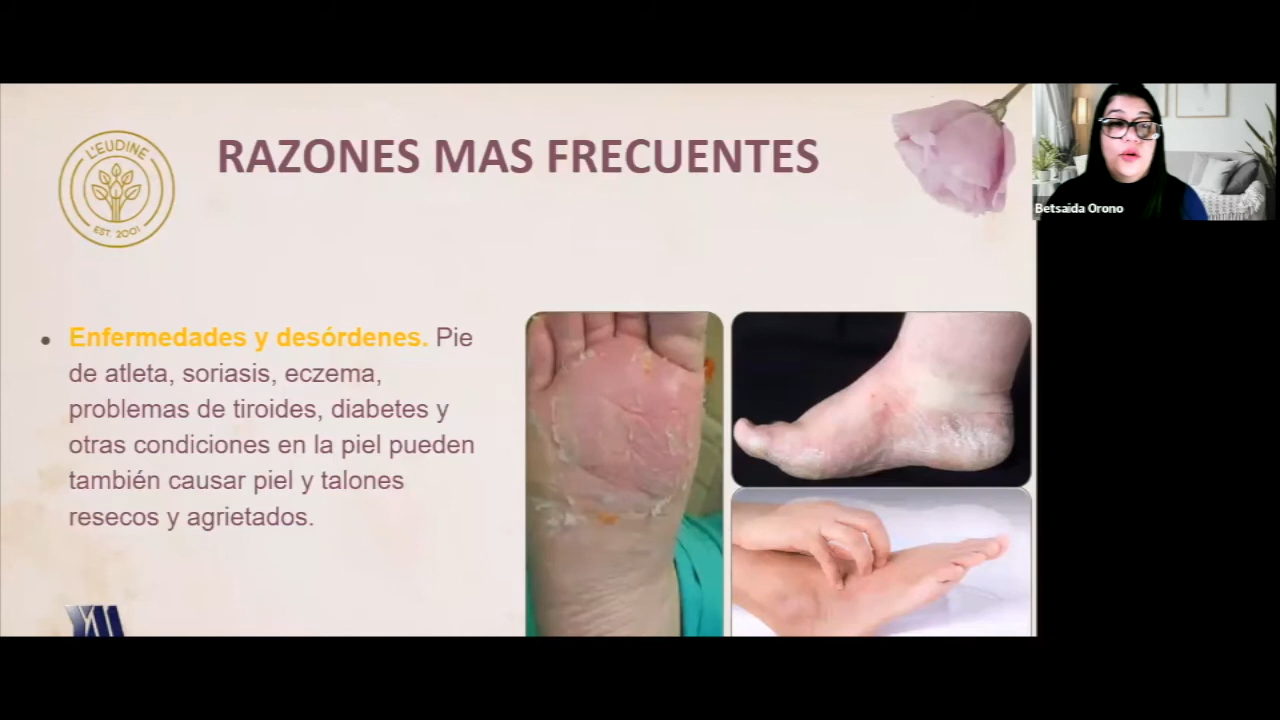 L'EUDINE
EST. 2001
RAZONES MAS FRECUENTES
Betsaida Orono
• Enfermedades y desórdenes. Pie
de atleta, soriasis, eczema,
problemas de tiroides, diabetes y
otras condiciones en la piel pueden
también causar piel y talones
resecos y agrietados.